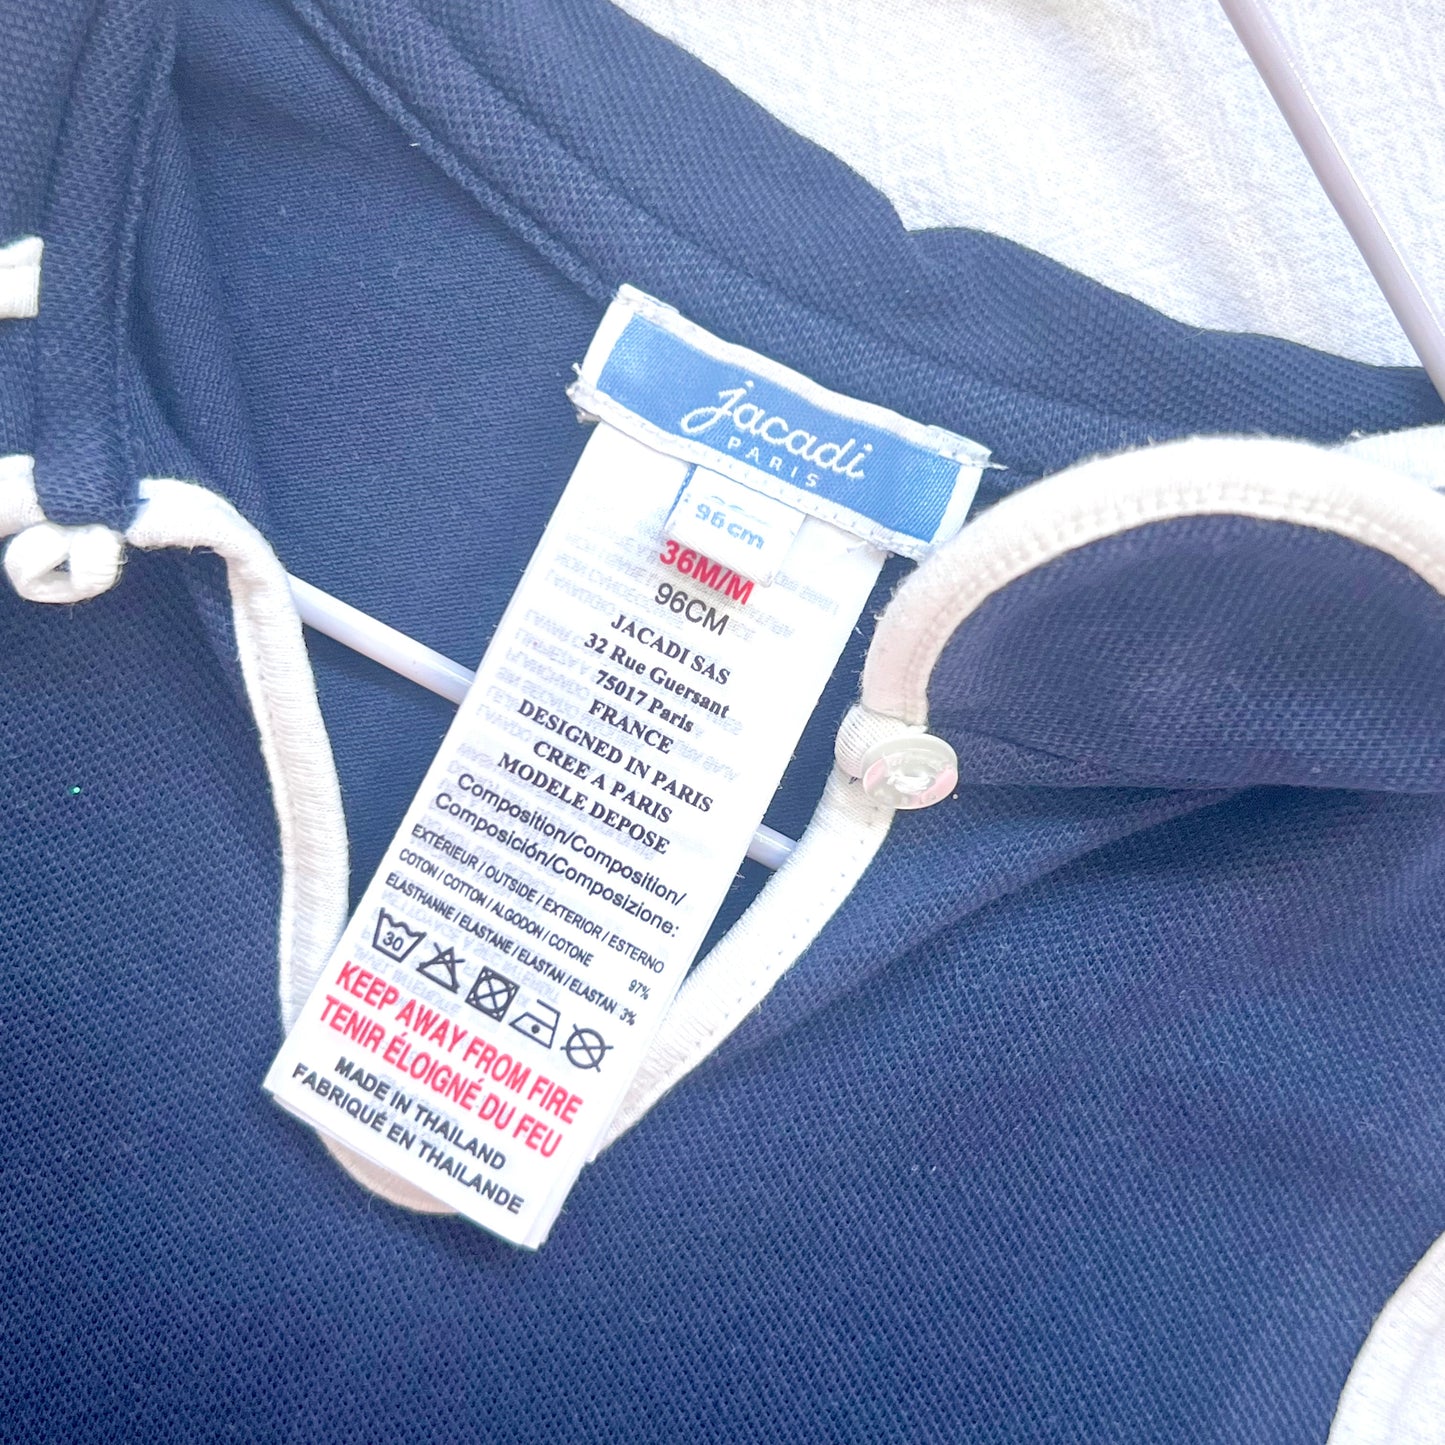 jacadi
PARIS
96cm
36M/M
96CM
JACADI SAS
32 Rue Guersant
75017 Paris
FRANCE
DESIGNED IN PARIS
CREE A PARIS
MODELE DEPOSE
Composition/Composition/
Composición/Composizione:
EXTÉRIEUR / OUTSIDE / EXTERIOR / ESTERNO
COTON / COTTON / ALGODON / COTONE 97%
ELASTHANNE / ELASTANE / ELASTAN / ELASTAN 3%
30
KEEP AWAY FROM FIRE
TENIR ÉLOIGNÉ DU FEU
MADE IN THAILAND
FABRIQUÉ EN THAILANDE